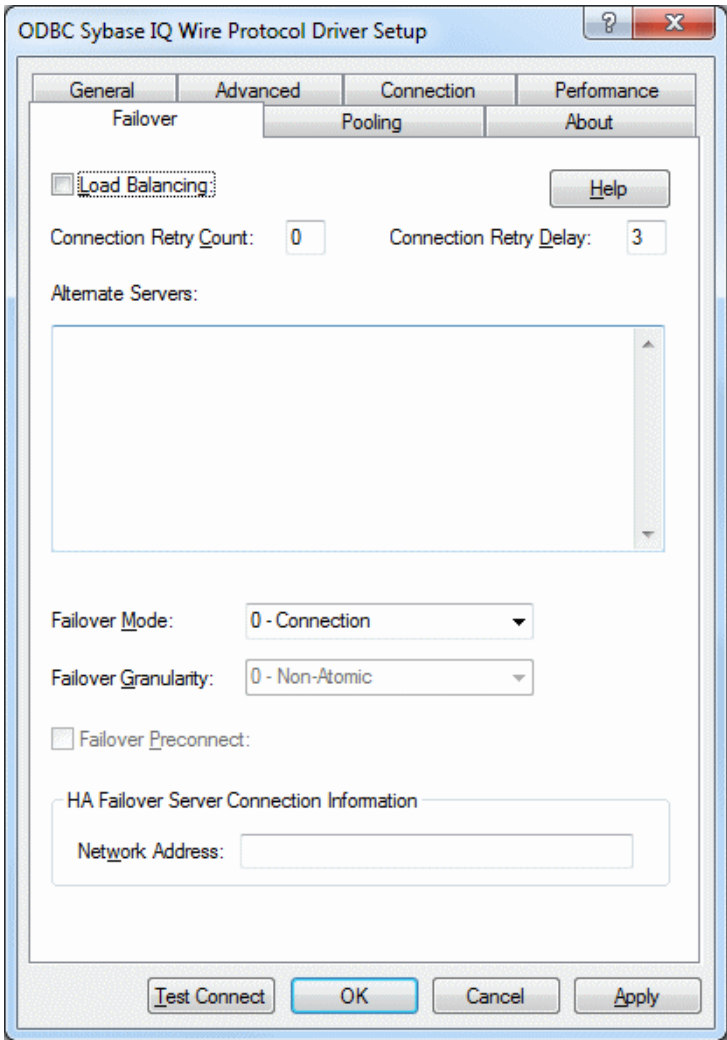 ODBC Sybase IQ Wire Protocol Driver Setup ? X
General Advanced Connection Performance
Failover Pooling About
Load Balancing: Help
Connection Retry Count: 0 Connection Retry Delay: 3
Alternate Servers:
Failover Mode: 0 - Connection
Failover Granularity: 0 - Non-Atomic
Failover Preconnect:
HA Failover Server Connection Information
Network Address:
Test Connect OK Cancel Apply